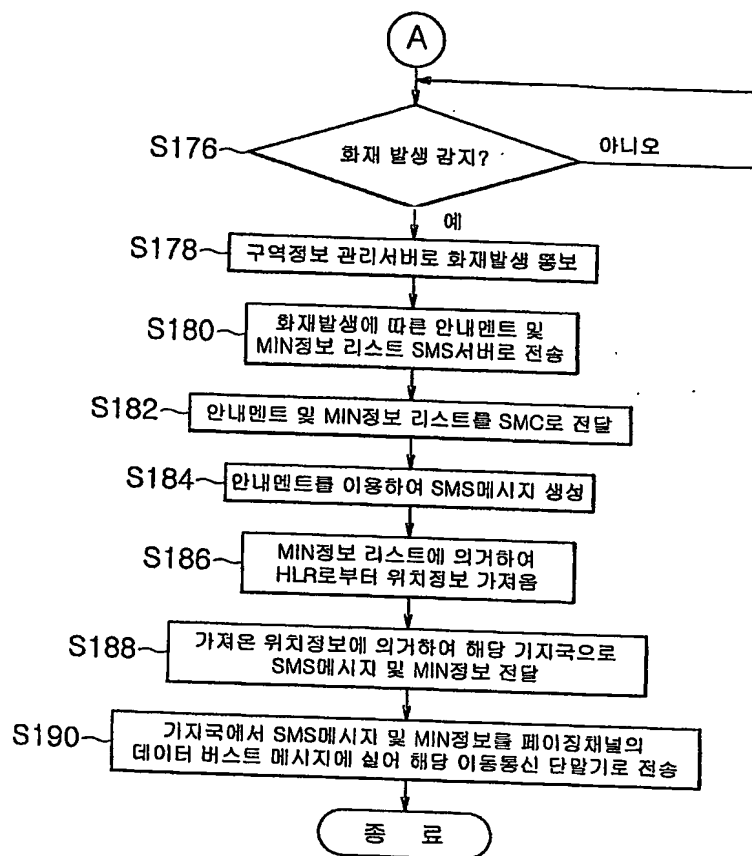 A
S176
화재 발생 감지?
아니오
예
S178
구역정보 관리서버로 화재발생 통보
S180
화재발생에 따른 안내멘트 및
MIN정보 리스트 SMS서버로 전송
S182
안내멘트 및 MIN정보 리스트를 SMC로 전달
S184
안내멘트를 이용하여 SMS메시지 생성
S186
MIN정보 리스트에 의거하여
HLR로부터 위치정보 가져옴
S188
가져온 위치정보에 의거하여 해당 기지국으로
SMS메시지 및 MIN정보 전달
S190
기지국에서 SMS메시지 및 MIN정보를 페이징채널의
데이터 버스트 메시지에 실어 해당 이동통신 단말기로 전송
종 료